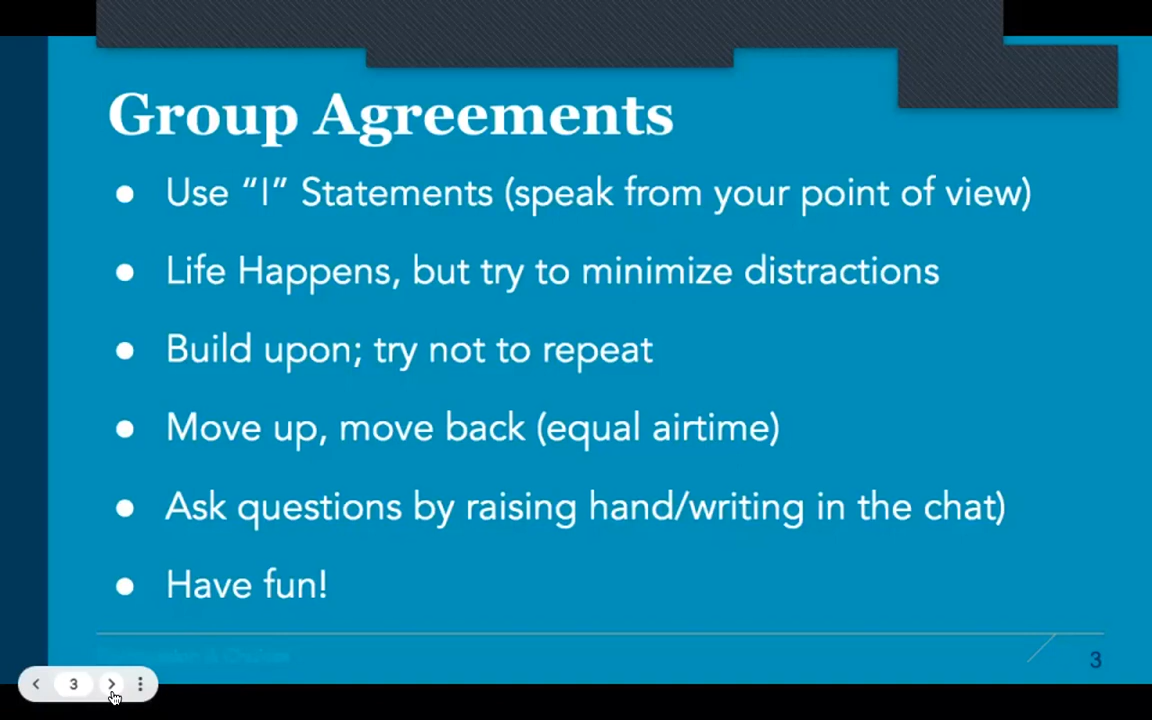 Group Agreements
● Use “I” Statements (speak from your point of view)
● Life Happens, but try to minimize distractions
● Build upon; try not to repeat
● Move up, move back (equal airtime)
● Ask questions by raising hand/writing in the chat)
● Have fun!
3
3